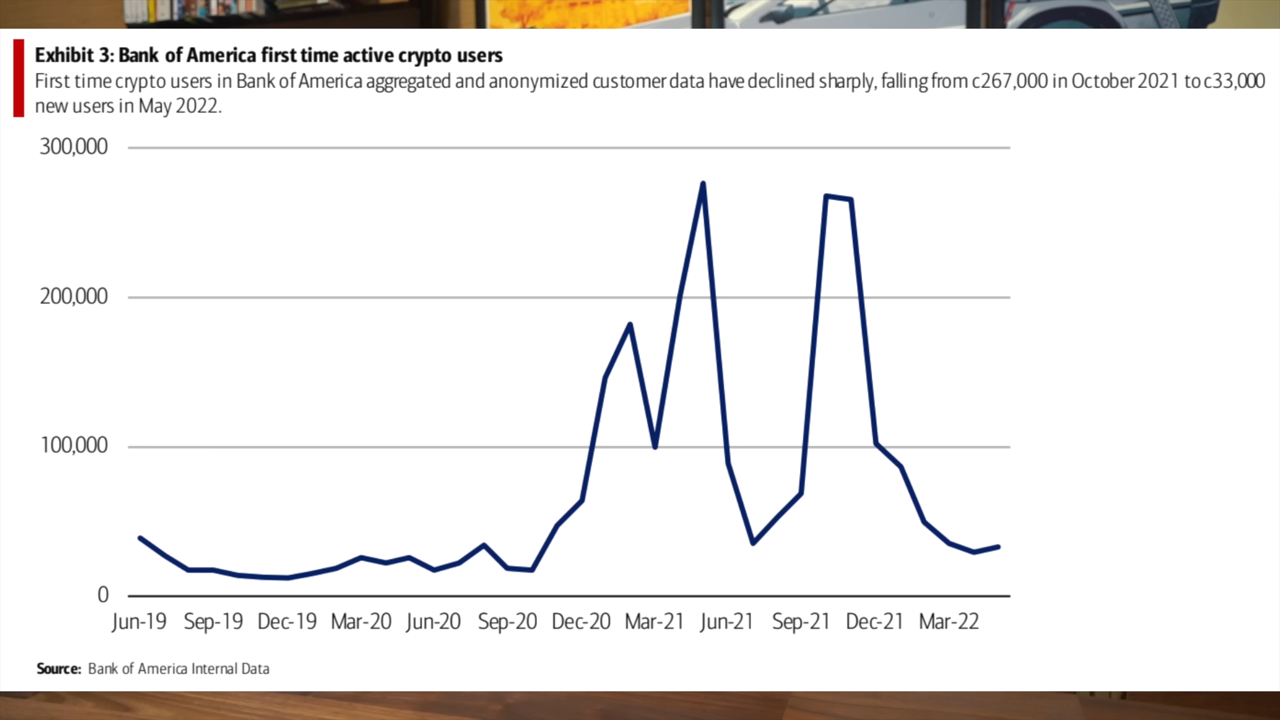 Exhibit 3: Bank of America first time active crypto users
First time crypto users in Bank of America aggregated and anonymized customer data have declined sharply, falling from c267,000 in October 2021 to c33,000
new users in May 2022.
300,000
200,000
100,000
0
Jun-19 Sep-19 Dec-19 Mar-20 Jun-20 Sep-20 Dec-20 Mar-21 Jun-21 Sep-21 Dec-21 Mar-22
Source: Bank of America Internal Data